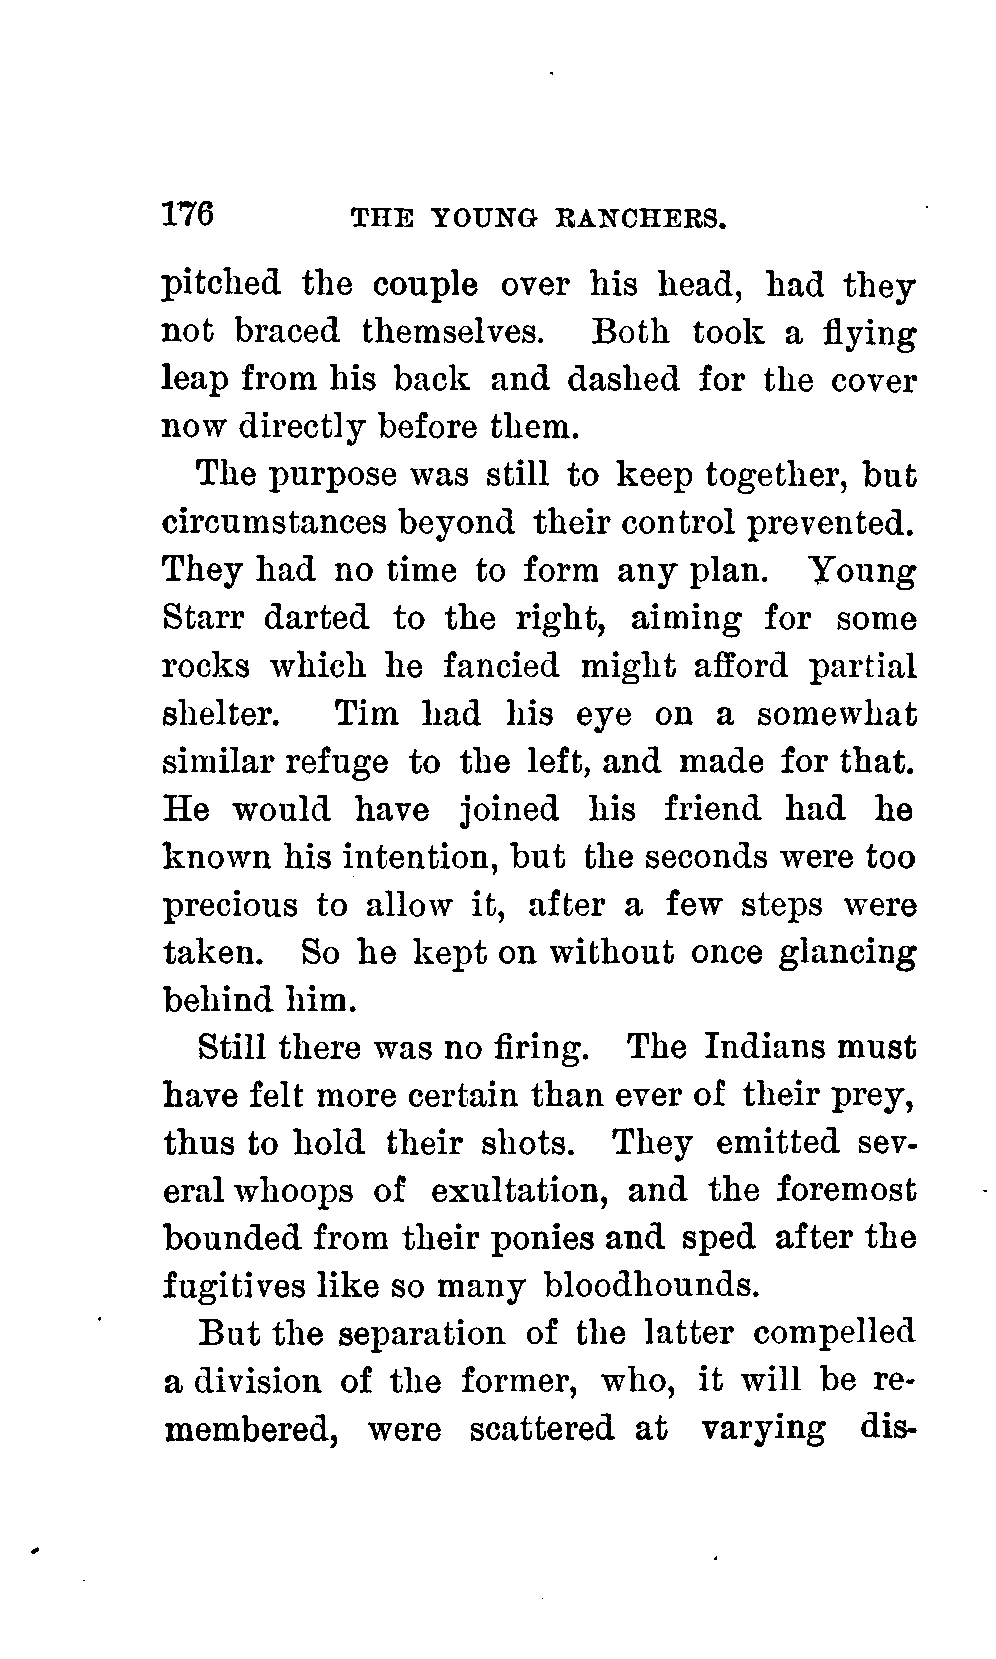 176 THE YOUNG RANCHERS.
pitched the couple over his head, had they
not braced themselves. Both took a flying
leap from his back and dashed for the cover
now directly before them.
The purpose was still to keep together, but
circumstances beyond their control prevented.
They had no time to form any plan. Young
Starr darted to the right, aiming for some
rocks which he fancied might afford partial
shelter. Tim had his eye on a somewhat
similar refuge to the left, and made for that.
He would have joined his friend had he
known his intention, but the seconds were too
precious to allow it, after a few steps were
taken. So he kept on without once glancing
behind him.
Still there was no firing. The Indians must
have felt more certain than ever of their prey,
thus to hold their shots. They emitted sev-
eral whoops of exultation, and the foremost
bounded from their ponies and sped after the
fugitives like so many bloodhounds.
But the separation of the latter compelled
a division of the former, who, it will be re-
membered, were scattered at varying dis-